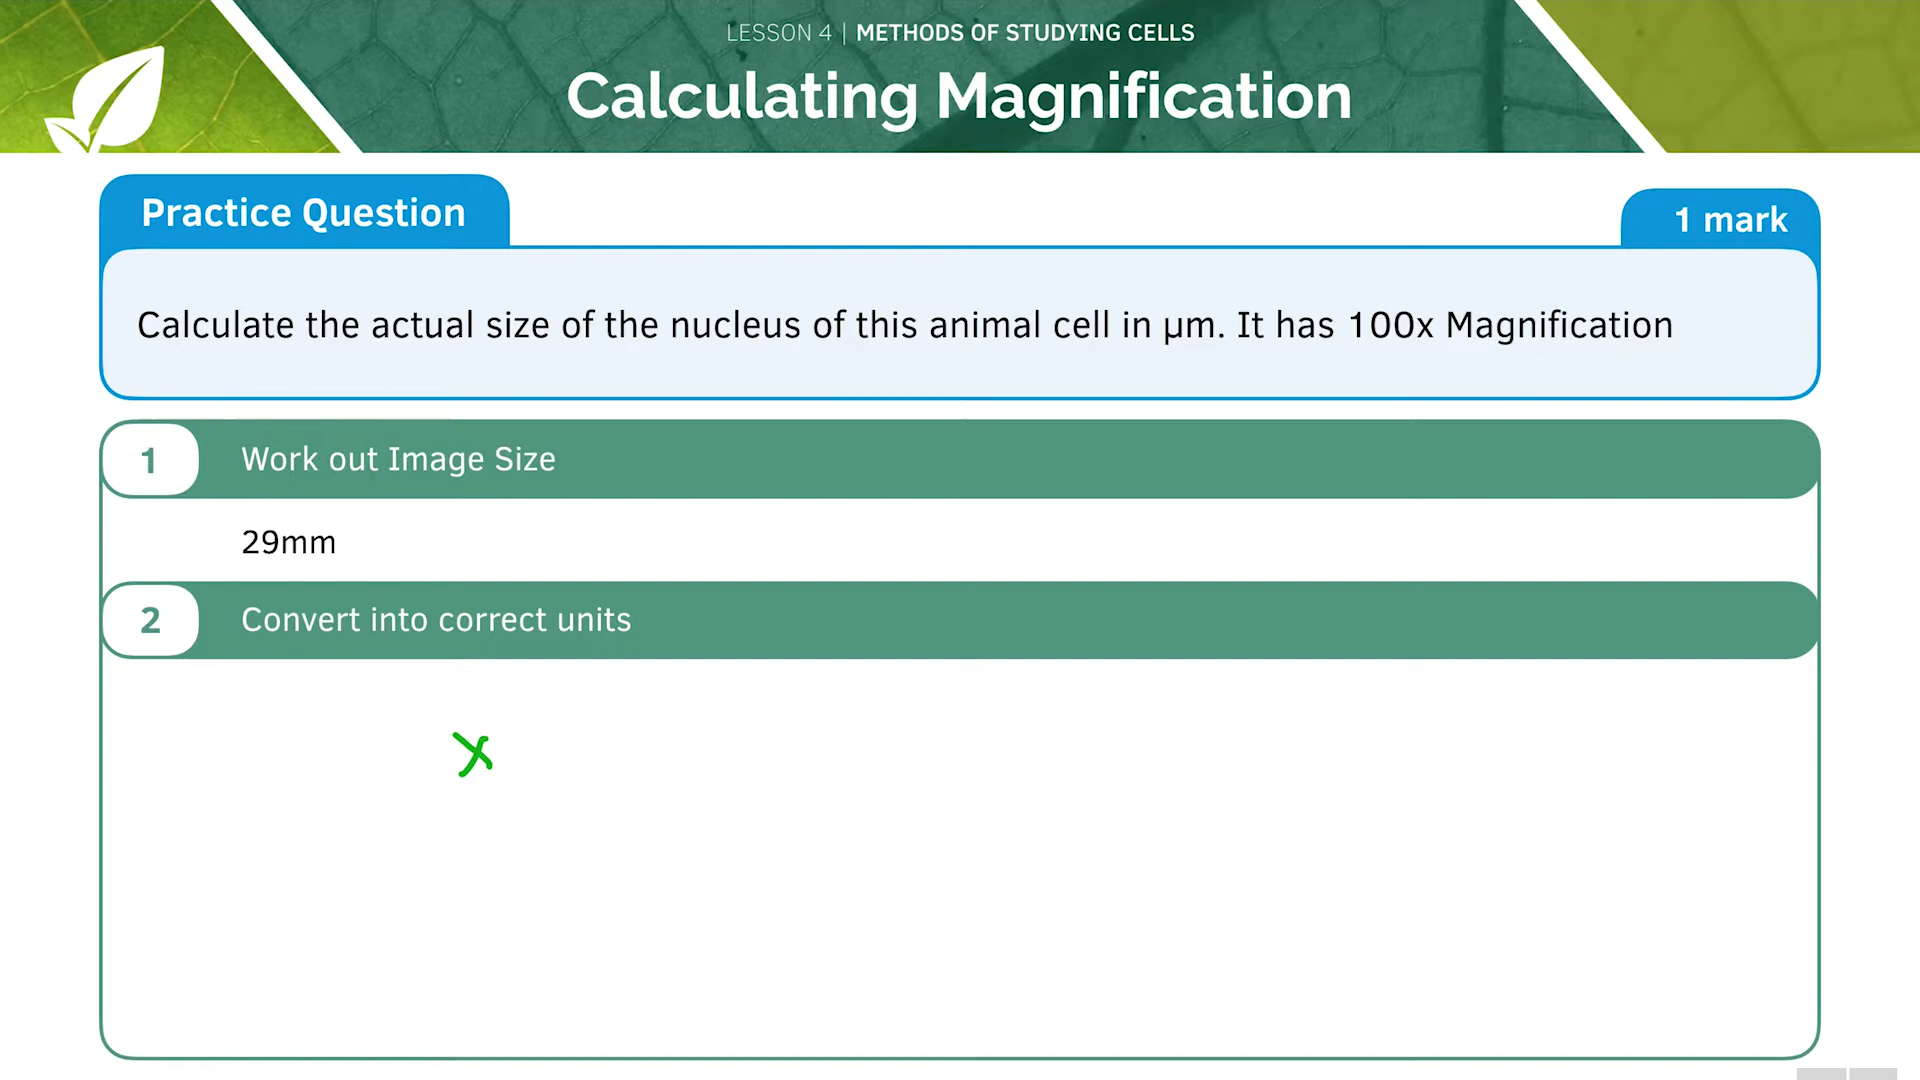 LESSON 4 | METHODS OF STUDYING CELLS
Calculating Magnification
Practice Question
1 mark
Calculate the actual size of the nucleus of this animal cell in μm. It has 100x Magnification
1 Work out Image Size
29mm
2 Convert into correct units
x